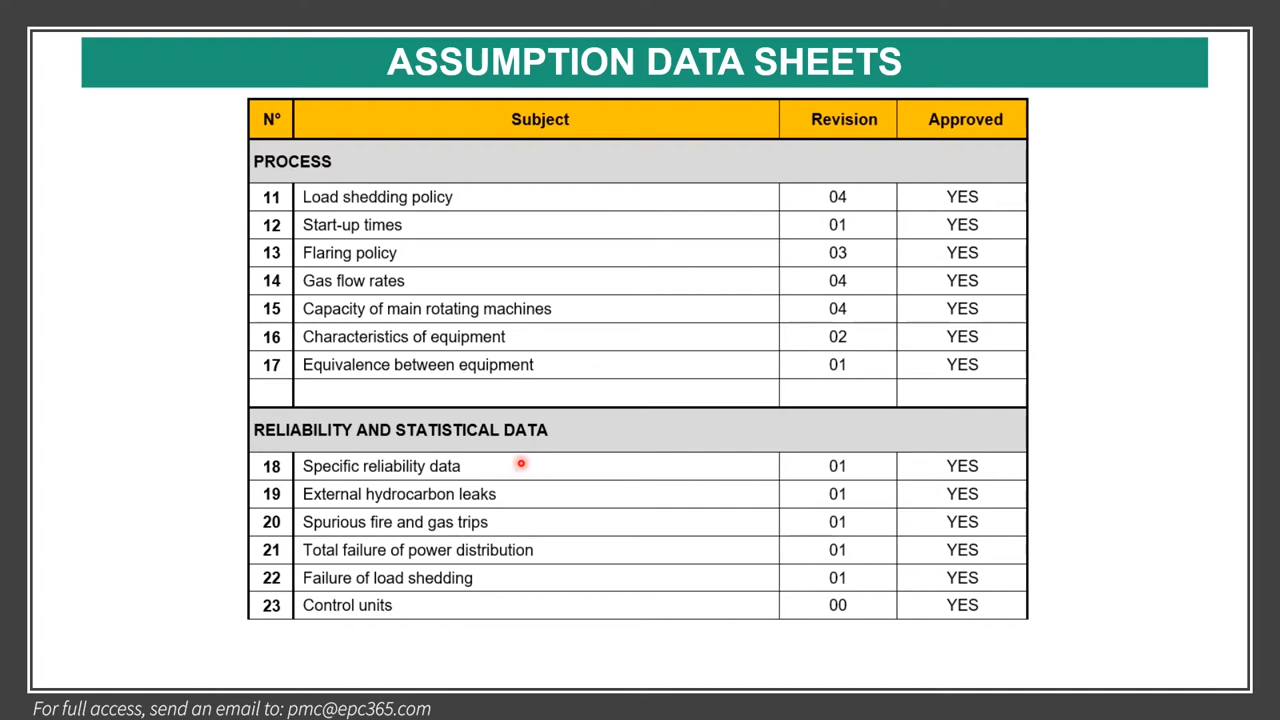 ASSUMPTION DATA SHEETS
N° Subject Revision Approved
PROCESS
11 Load shedding policy 04 YES
12 Start-up times 01 YES
13 Flaring policy 03 YES
14 Gas flow rates 04 YES
15 Capacity of main rotating machines 04 YES
16 Characteristics of equipment 02 YES
17 Equivalence between equipment 01 YES
RELIABILITY AND STATISTICAL DATA
18 Specific reliability data 01 YES
19 External hydrocarbon leaks 01 YES
20 Spurious fire and gas trips 01 YES
21 Total failure of power distribution 01 YES
22 Failure of load shedding 01 YES
23 Control units 00 YES
For full access, send an email to: pmc@epc365.com